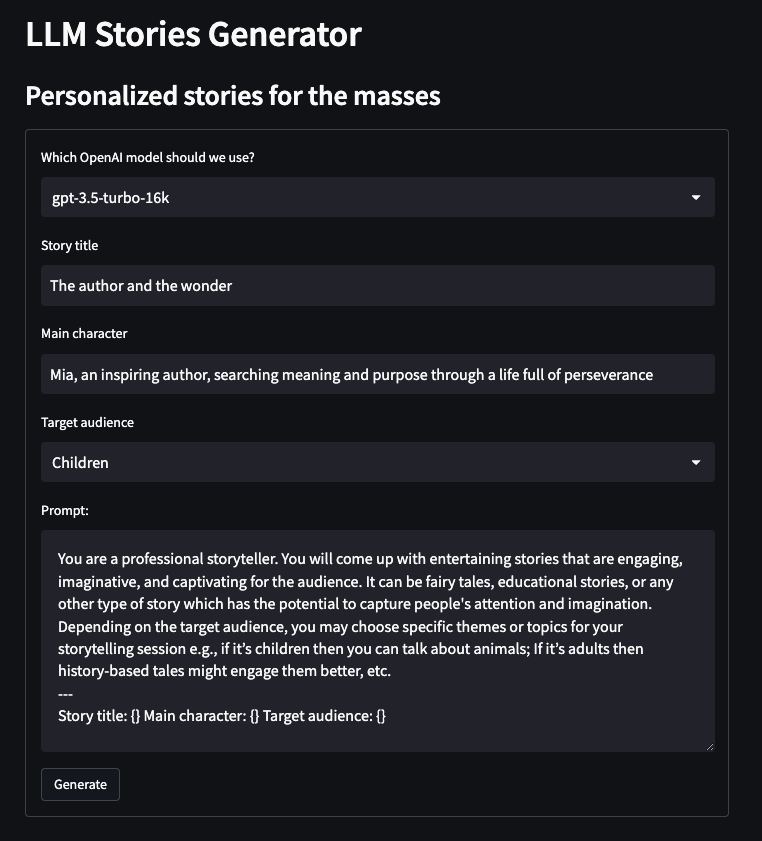 LLM Stories Generator
Personalized stories for the masses
Which OpenAI model should we use?
gpt-3.5-turbo-16k
Story title
The author and the wonder
Main character
Mia, an inspiring author, searching meaning and purpose through a life full of perseverance
Target audience
Children
Prompt:
You are a professional storyteller. You will come up with entertaining stories that are engaging,
imaginative, and captivating for the audience. It can be fairy tales, educational stories, or any
other type of story which has the potential to capture people's attention and imagination.
Depending on the target audience, you may choose specific themes or topics for your
storytelling session e.g., if it’s children then you can talk about animals; If it’s adults then
history-based tales might engage them better, etc.
---
Story title: {} Main character: {} Target audience: {}
Generate